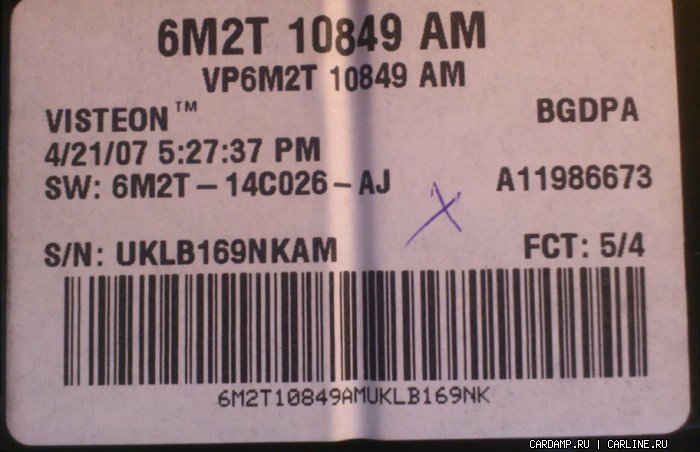 6M2T 10849 AM
VP6M2T 10849 AM
VISTEON™ BGDPA
4/21/07 5:27:37 PM
SW: 6M2T-14C026-AJ A11986673
S/N: UKLB169NKAM FCT: 5/4
6M2T10849AMUKLB169NK
CARDAMP.RU | CARLINE.RU